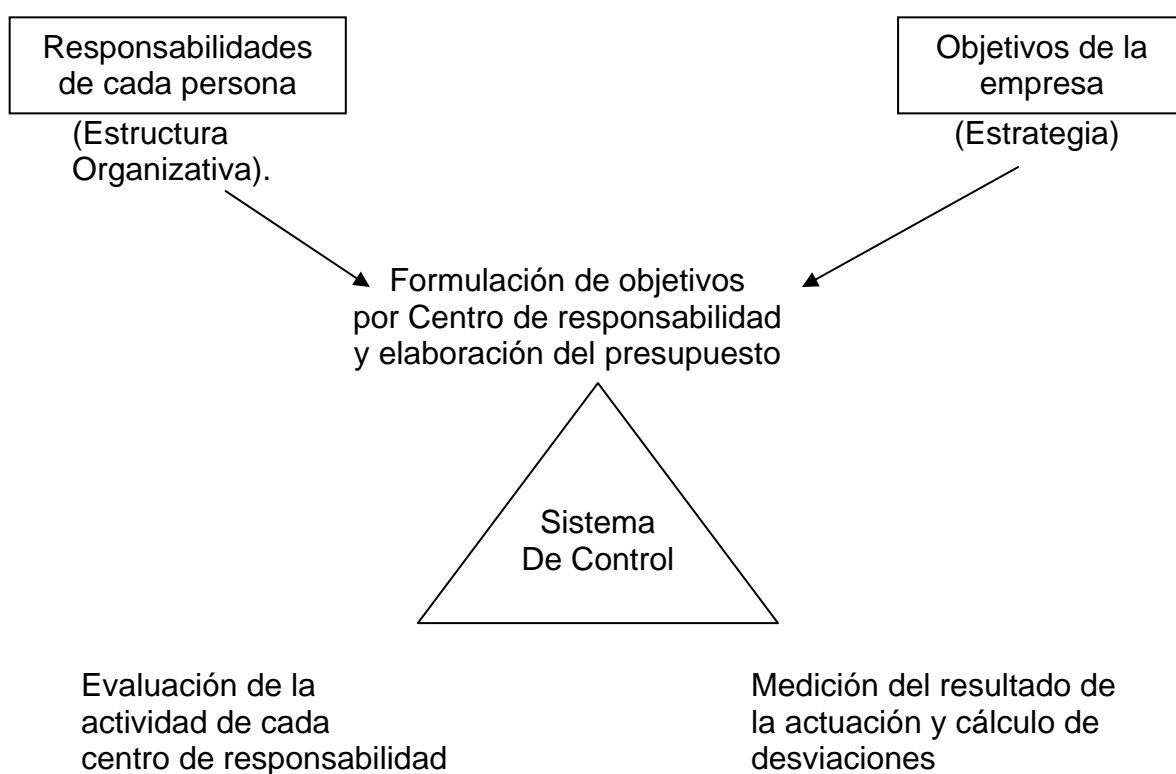 Responsabilidades
de cada persona
(Estructura
Organizativa).
Objetivos de la
empresa
(Estrategia)
Formulación de objetivos
por Centro de responsabilidad
y elaboración del presupuesto
Sistema
De Control
Evaluación de la
actividad de cada
centro de responsabilidad
Medición del resultado de
la actuación y cálculo de
desviaciones